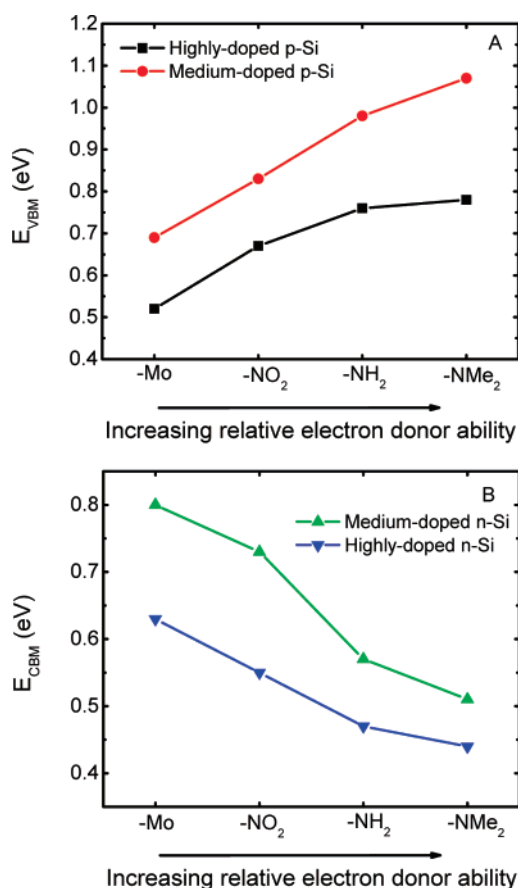 A
Highly-doped p-Si
Medium-doped p-Si
1.2
1.1
1.0
0.9
0.8
0.7
0.6
0.5
0.4
E_VBM (eV)
-Mo -NO₂ -NH₂ -NMe₂
Increasing relative electron donor ability
B
Medium-doped n-Si
Highly-doped n-Si
0.8
0.7
0.6
0.5
0.4
E_CBM (eV)
-Mo -NO₂ -NH₂ -NMe₂
Increasing relative electron donor ability